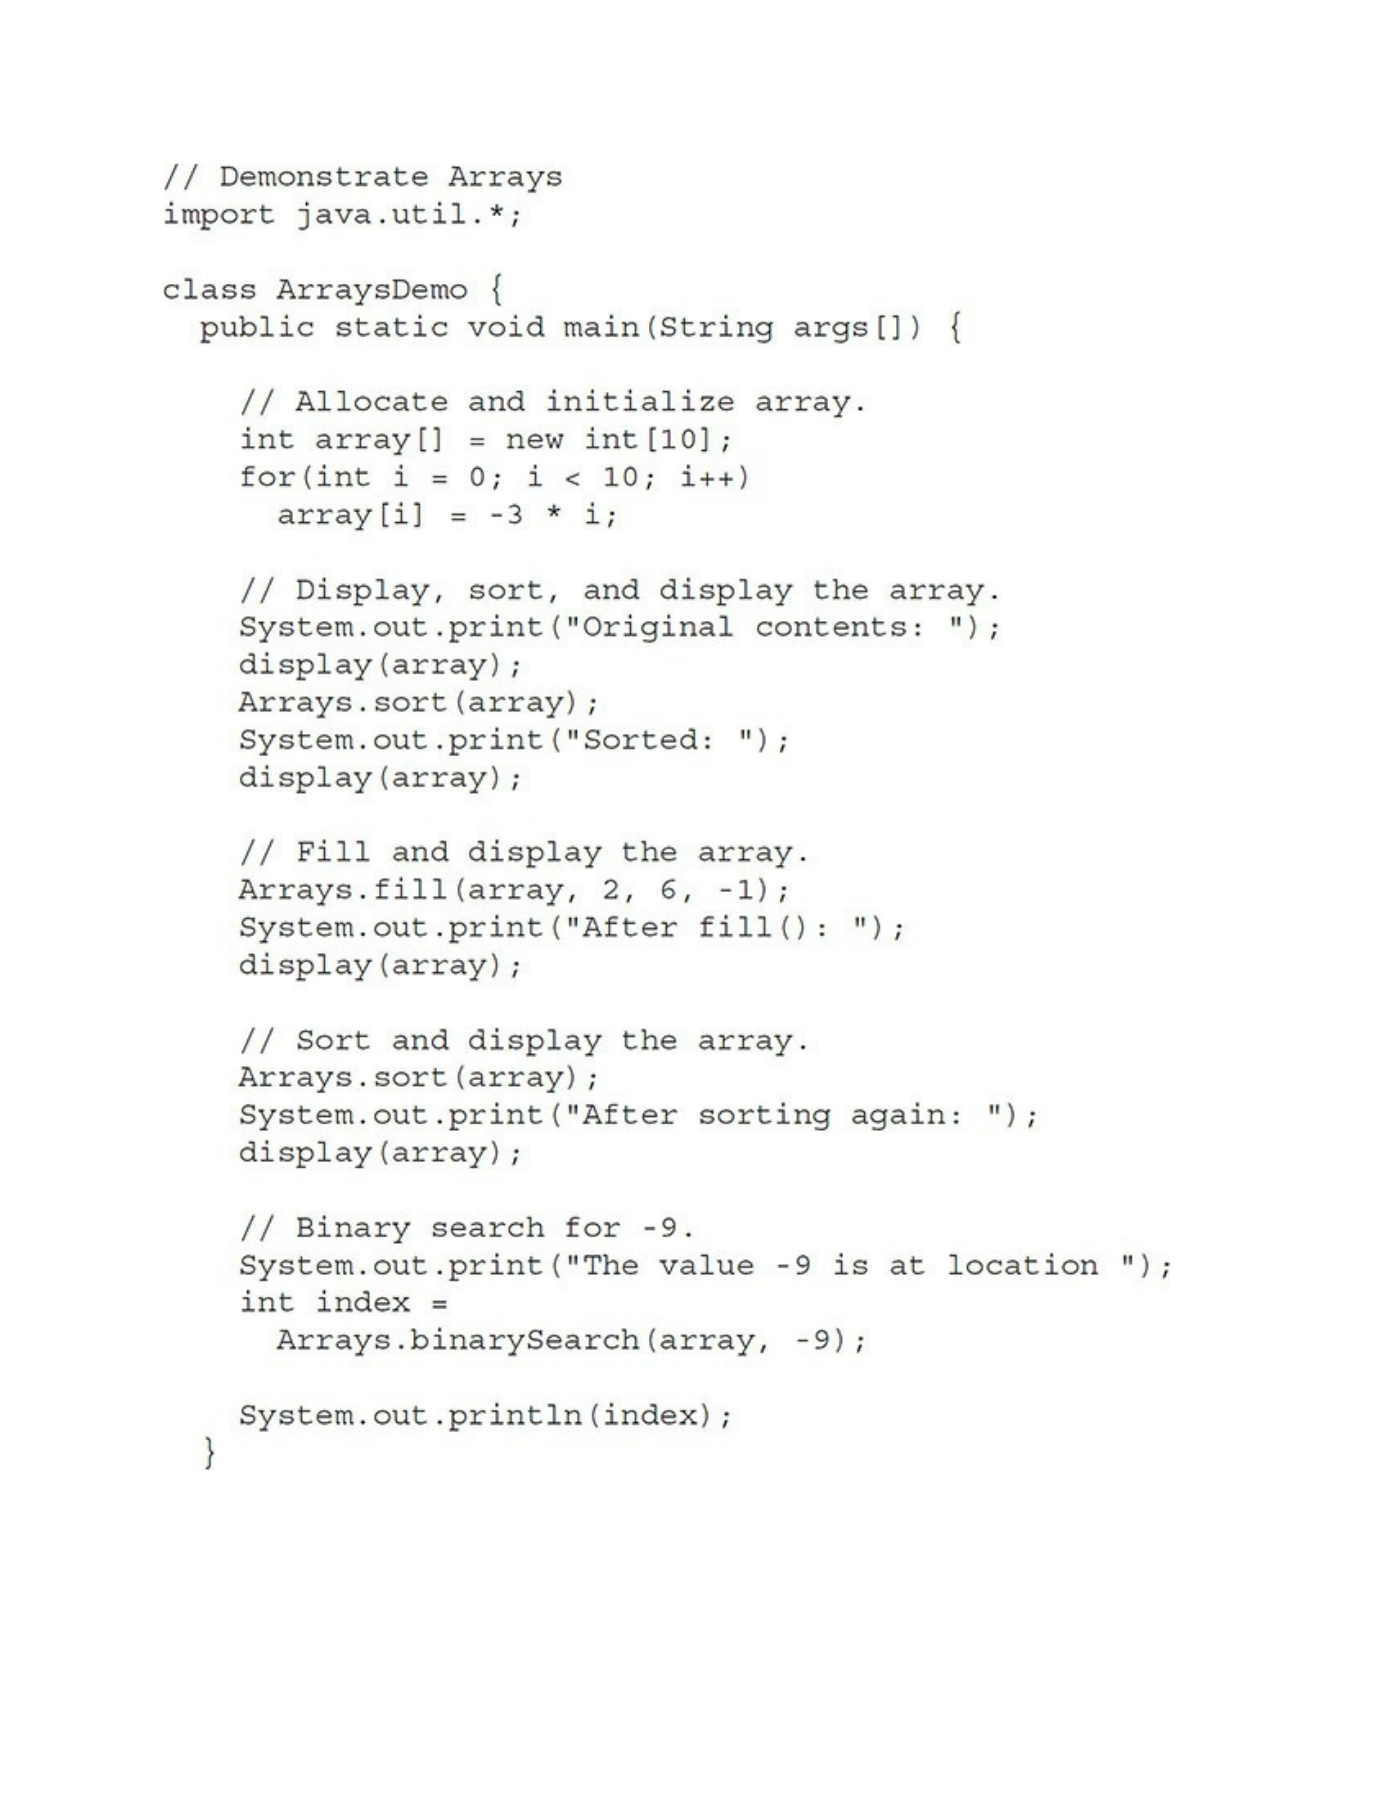 // Demonstrate Arrays
import java.util.*;

class ArraysDemo {
  public static void main(String args[]) {

    // Allocate and initialize array.
    int array[] = new int[10];
    for(int i = 0; i < 10; i++)
      array[i] = -3 * i;

    // Display, sort, and display the array.
    System.out.print("Original contents: ");
    display(array);
    Arrays.sort(array);
    System.out.print("Sorted: ");
    display(array);

    // Fill and display the array.
    Arrays.fill(array, 2, 6, -1);
    System.out.print("After fill(): ");
    display(array);

    // Sort and display the array.
    Arrays.sort(array);
    System.out.print("After sorting again: ");
    display(array);

    // Binary search for -9.
    System.out.print("The value -9 is at location ");
    int index =
      Arrays.binarySearch(array, -9);

    System.out.println(index);
  }